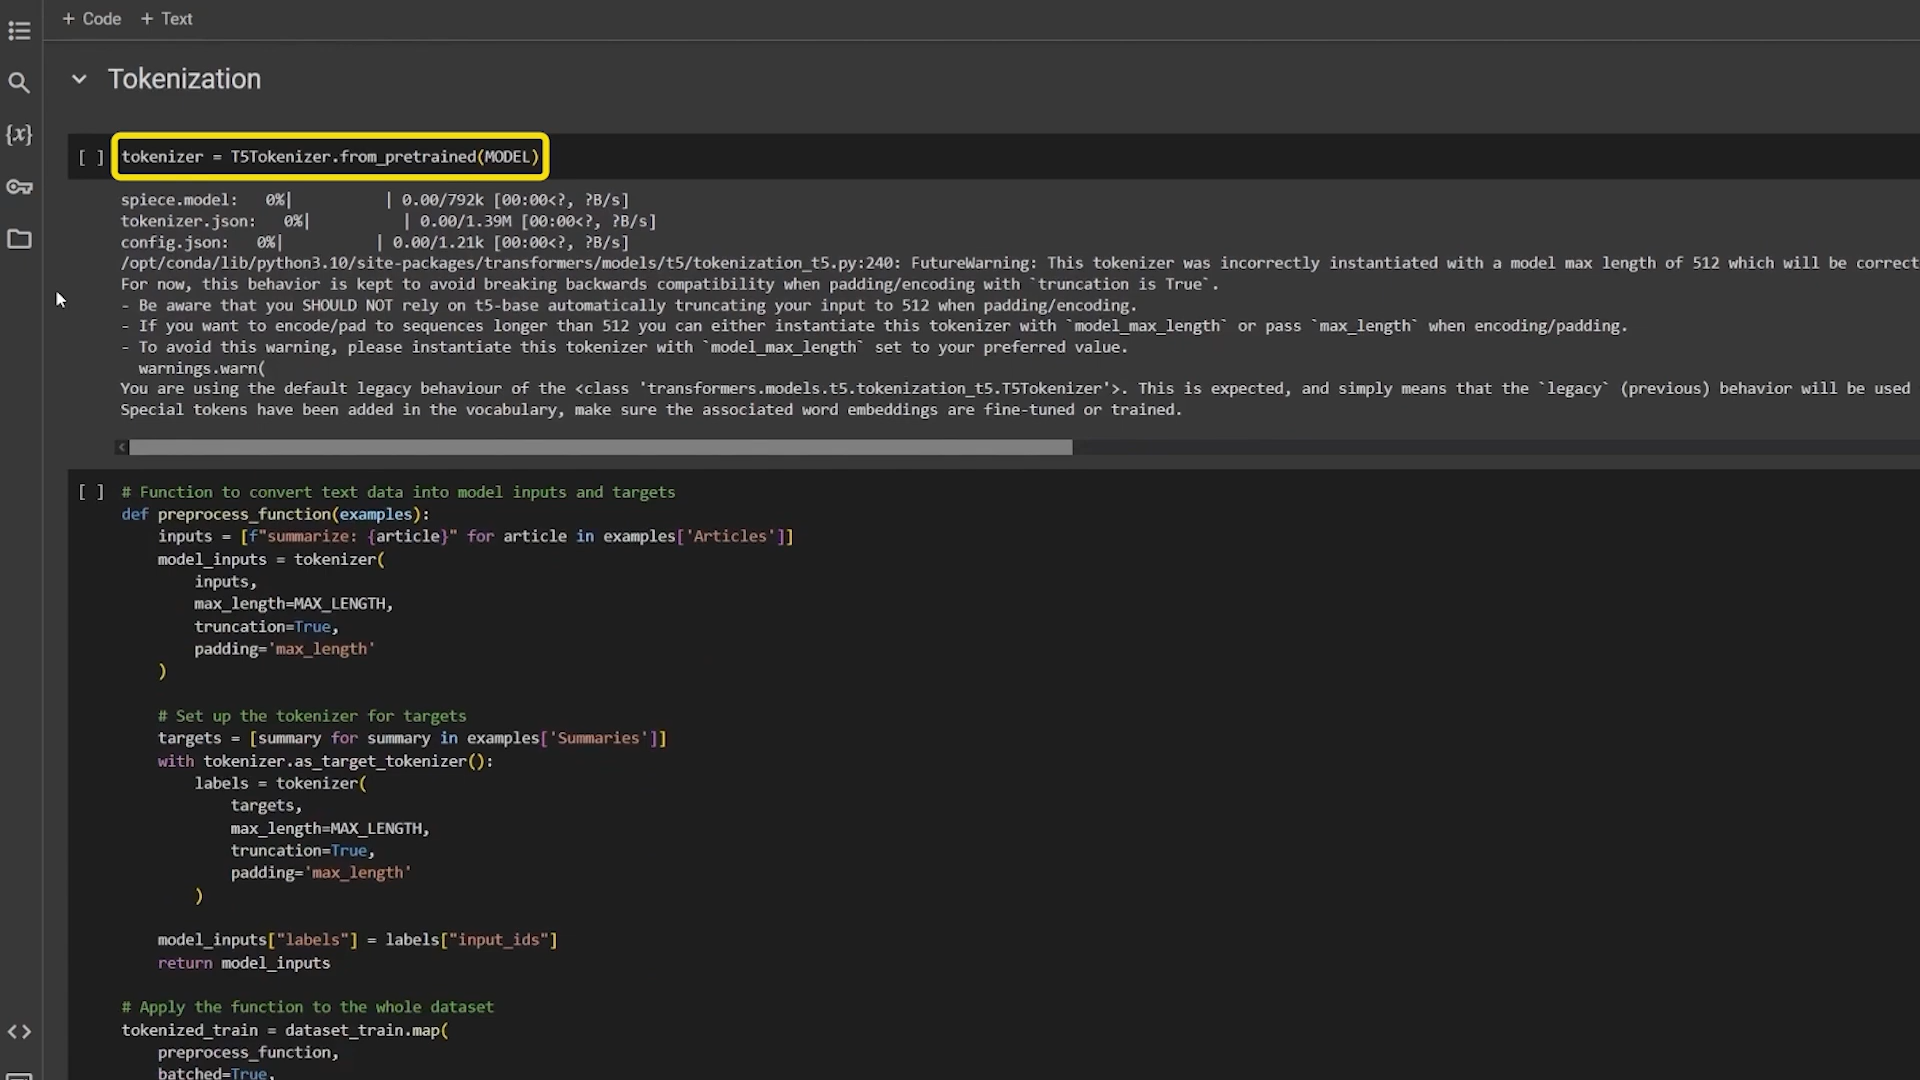 + Code + Text
Tokenization
[ ] tokenizer = T5Tokenizer.from_pretrained(MODEL)
spiece.model:   0%|          | 0.00/792k [00:00<?, ?B/s]
tokenizer.json:   0%|          | 0.00/1.39M [00:00<?, ?B/s]
config.json:   0%|          | 0.00/1.21k [00:00<?, ?B/s]
/opt/conda/lib/python3.10/site-packages/transformers/models/t5/tokenization_t5.py:240: FutureWarning: This tokenizer was incorrectly instantiated with a model max length of 512 which will be correct
For now, this behavior is kept to avoid breaking backwards compatibility when padding/encoding with `truncation is True`.
- Be aware that you SHOULD NOT rely on t5-base automatically truncating your input to 512 when padding/encoding.
- If you want to encode/pad to sequences longer than 512 you can either instantiate this tokenizer with `model_max_length` or pass `max_length` when encoding/padding.
- To avoid this warning, please instantiate this tokenizer with `model_max_length` set to your preferred value.
  warnings.warn(
You are using the default legacy behaviour of the <class 'transformers.models.t5.tokenization_t5.T5Tokenizer'>. This is expected, and simply means that the `legacy` (previous) behavior will be used
Special tokens have been added in the vocabulary, make sure the associated word embeddings are fine-tuned or trained.
[ ] # Function to convert text data into model inputs and targets
def preprocess_function(examples):
    inputs = [f"summarize: {article}" for article in examples['Articles']]
    model_inputs = tokenizer(
        inputs,
        max_length=MAX_LENGTH,
        truncation=True,
        padding='max_length'
    )
    # Set up the tokenizer for targets
    targets = [summary for summary in examples['Summaries']]
    with tokenizer.as_target_tokenizer():
        labels = tokenizer(
            targets,
            max_length=MAX_LENGTH,
            truncation=True,
            padding='max_length'
        )
    model_inputs["labels"] = labels["input_ids"]
    return model_inputs
# Apply the function to the whole dataset
tokenized_train = dataset_train.map(
    preprocess_function,
    batched=True,